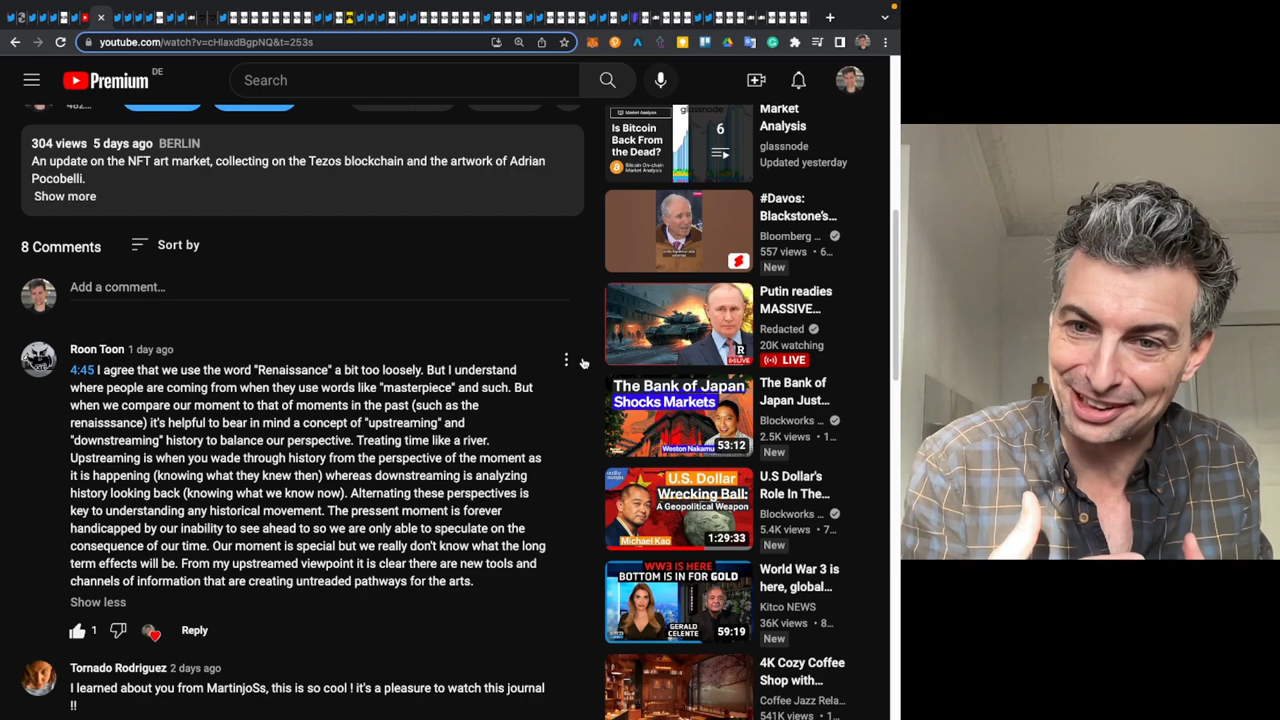 youtube.com/watch?v=cHlaxdBgpNQ&t=253s
Premium DE
Search
304 views 5 days ago BERLIN
An update on the NFT art market, collecting on the Tezos blockchain and the artwork of Adrian
Pocobelli.
Show more
8 Comments
Sort by
Add a comment…
Roon Toon 1 day ago
4:45 I agree that we use the word "Renaissance" a bit too loosely. But I understand
where people are coming from when they use words like "masterpiece" and such. But
when we compare our moment to that of moments in the past (such as the
renaisssance) it's helpful to bear in mind a concept of "upstreaming" and
"downstreaming" history to balance our perspective. Treating time like a river.
Upstreaming is when you wade through history from the perspective of the moment as
it is happening (knowing what they knew then) whereas downstreaming is analyzing
history looking back (knowing what we know now). Alternating these perspectives is
key to understanding any historical movement. The pressent moment is forever
handicapped by our inability to see ahead to so we are only able to speculate on the
consequence of our time. Our moment is special but we really don't know what the long
term effects will be. From my upstreamed viewpoint it is clear there are new tools and
channels of information that are creating untreaded pathways for the arts.
Show less
1
Reply
Tornado Rodriguez 2 days ago
I learned about you from MartinjoSs, this is so cool ! it's a pleasure to watch this journal
!!
glassnode
Market Analysis
Is Bitcoin
Back From
the Dead?
Bitcoin On-chain
Market Analysis
6
Market
Analysis
glassnode
Updated yesterday
#Davos:
Blackstone's…
Bloomberg …
557 views • 6…
New
Putin readies
MASSIVE…
Redacted
20K watching
LIVE
The Bank of Japan
Shocks Markets
Weston Nakamu
53:12
The Bank of
Japan Just…
Blockworks …
2.5K views • 1…
New
U.S. Dollar
Wrecking Ball:
A Geopolitical Weapon
Michael Kao
1:29:33
U.S Dollar's
Role In The…
Blockworks …
5.4K views • 7…
New
WW3 IS HERE
BOTTOM IS IN FOR GOLD
GERALD
CELENTE
59:19
World War 3 is
here, global…
Kitco NEWS
36K views • 8…
New
4K Cozy Coffee
Shop with…
Coffee Jazz Rela…
541K views • 1…